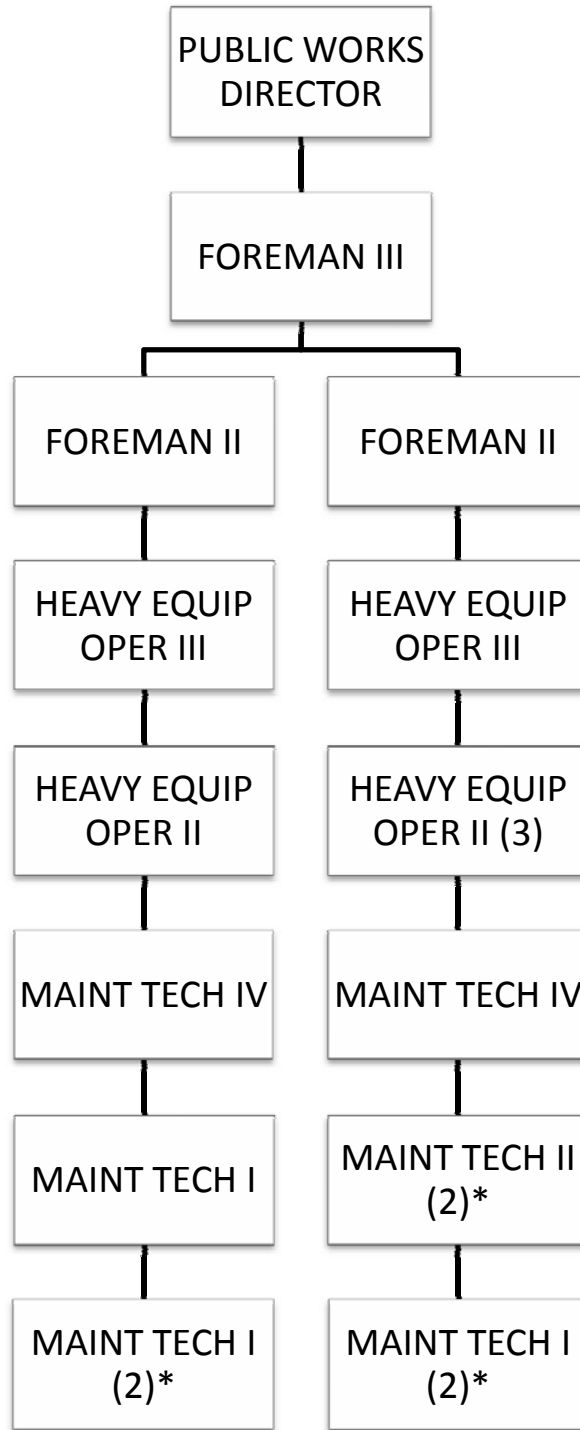 PUBLIC WORKS
DIRECTOR
FOREMAN III
FOREMAN II
FOREMAN II
HEAVY EQUIP
OPER III
HEAVY EQUIP
OPER III
HEAVY EQUIP
OPER II
HEAVY EQUIP
OPER II (3)
MAINT TECH IV
MAINT TECH IV
MAINT TECH I
MAINT TECH II
(2)*
MAINT TECH I
(2)*
MAINT TECH I
(2)*